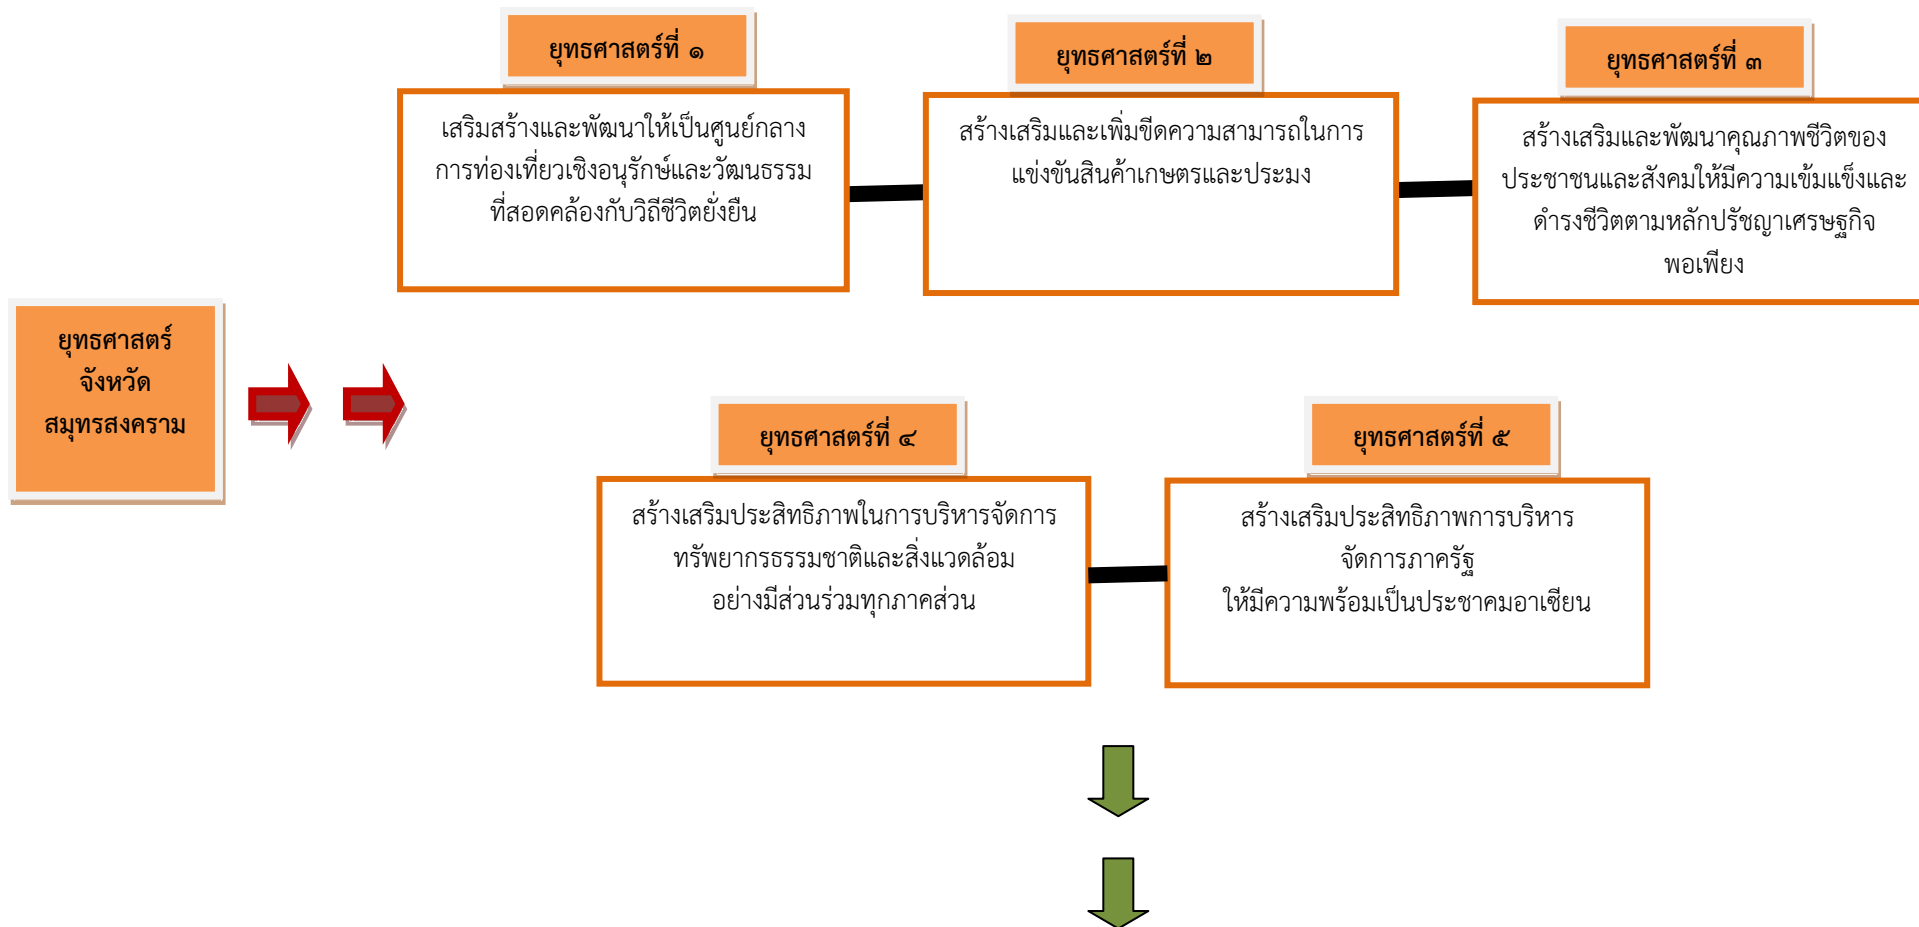 ยุทธศาสตร์ที่ ๑
เสริมสร้างและพัฒนาให้เป็นศูนย์กลาง
การท่องเที่ยวเชิงอนุรักษ์และวัฒนธรรม
ที่สอดคล้องกับวิถีชีวิตยั่งยืน
ยุทธศาสตร์ที่ ๒
สร้างเสริมและเพิ่มขีดความสามารถในการ
แข่งขันสินค้าเกษตรและประมง
ยุทธศาสตร์ที่ ๓
สร้างเสริมและพัฒนาคุณภาพชีวิตของ
ประชาชนและสังคมให้มีความเข้มแข็งและ
ดำรงชีวิตตามหลักปรัชญาเศรษฐกิจ
พอเพียง
ยุทธศาสตร์
จังหวัด
สมุทรสงคราม
ยุทธศาสตร์ที่ ๔
สร้างเสริมประสิทธิภาพในการบริหารจัดการ
ทรัพยากรธรรมชาติและสิ่งแวดล้อม
อย่างมีส่วนร่วมทุกภาคส่วน
ยุทธศาสตร์ที่ ๕
สร้างเสริมประสิทธิภาพการบริหาร
จัดการภาครัฐ
ให้มีความพร้อมเป็นประชาคมอาเซียน